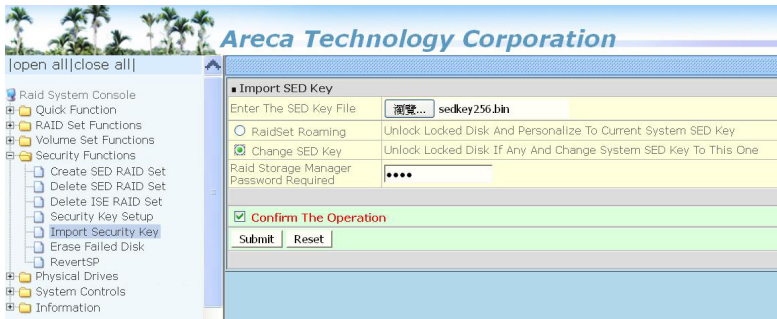 Areca Technology Corporation
|open all|close all|
Raid System Console
Quick Function
RAID Set Functions
Volume Set Functions
Security Functions
Create SED RAID Set
Delete SED RAID Set
Delete ISE RAID Set
Security Key Setup
Import Security Key
Erase Failed Disk
RevertSP
Physical Drives
System Controls
Information
Import SED Key
Enter The SED Key File 瀏覽... sedkey256.bin
RaidSet Roaming Unlock Locked Disk And Personalize To Current System SED Key
Change SED Key Unlock Locked Disk If Any And Change System SED Key To This One
Raid Storage Manager
Password Required ••••
Confirm The Operation
Submit Reset